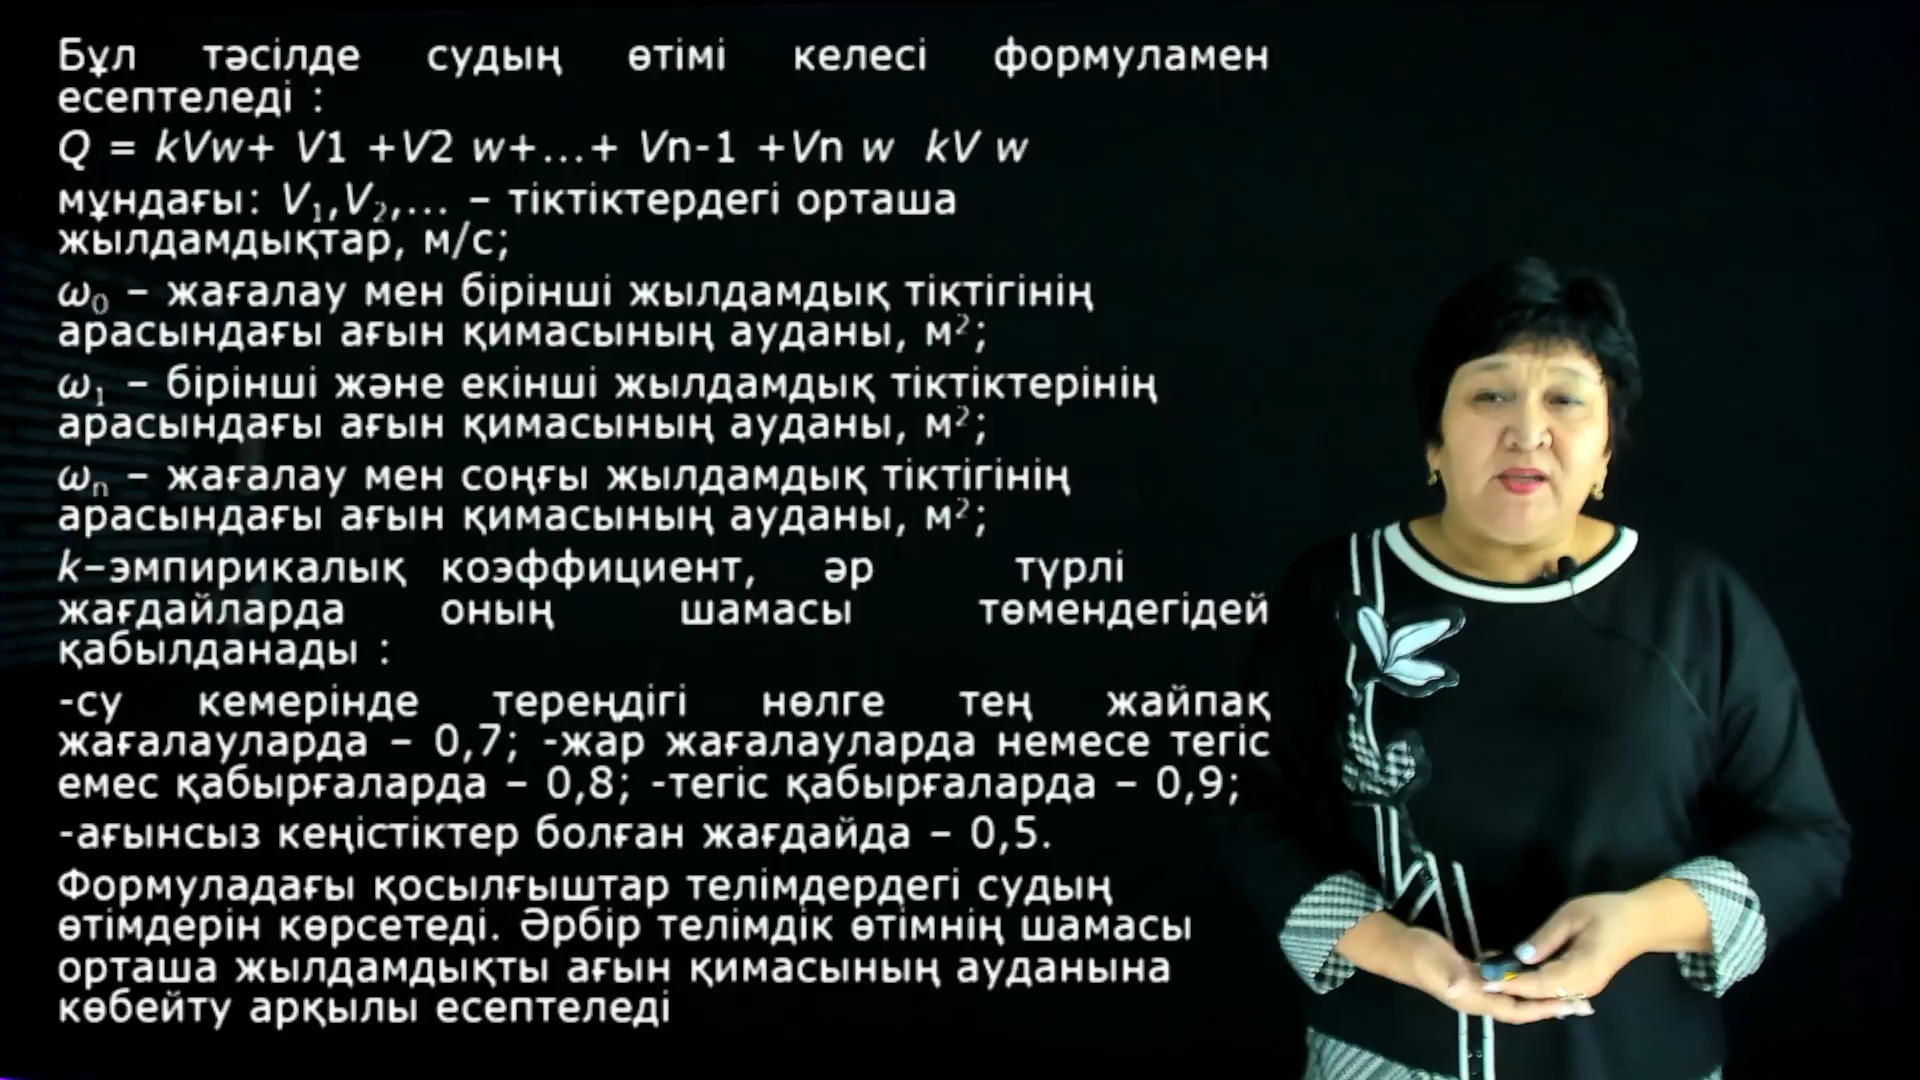 Бұл тәсілде судың өтімі келесі формуламен
есептеледі :
Q = kVw+ V1 +V2 w+...+ Vn-1 +Vn w kV w
мұндағы: V₁,V₂,... – тіктіктердегі орташа
жылдамдықтар, м/с;
ω₀ – жағалау мен бірінші жылдамдық тіктігінің
арасындағы ағын қимасының ауданы, м²;
ω₁ – бірінші және екінші жылдамдық тіктіктерінің
арасындағы ағын қимасының ауданы, м²;
ωₙ – жағалау мен соңғы жылдамдық тіктігінің
арасындағы ағын қимасының ауданы, м²;
k–эмпирикалық коэффициент, әр түрлі
жағдайларда оның шамасы төмендегідей
қабылданады :
-су кемерінде тереңдігі нөлге тең жайпақ
жағалауларда – 0,7; -жар жағалауларда немесе тегіс
емес қабырғаларда – 0,8; -тегіс қабырғаларда – 0,9;
-ағынсыз кеңістіктер болған жағдайда – 0,5.
Формуладағы қосылғыштар телімдердегі судың
өтімдерін көрсетеді. Әрбір телімдік өтімнің шамасы
орташа жылдамдықты ағын қимасының ауданына
көбейту арқылы есептеледі